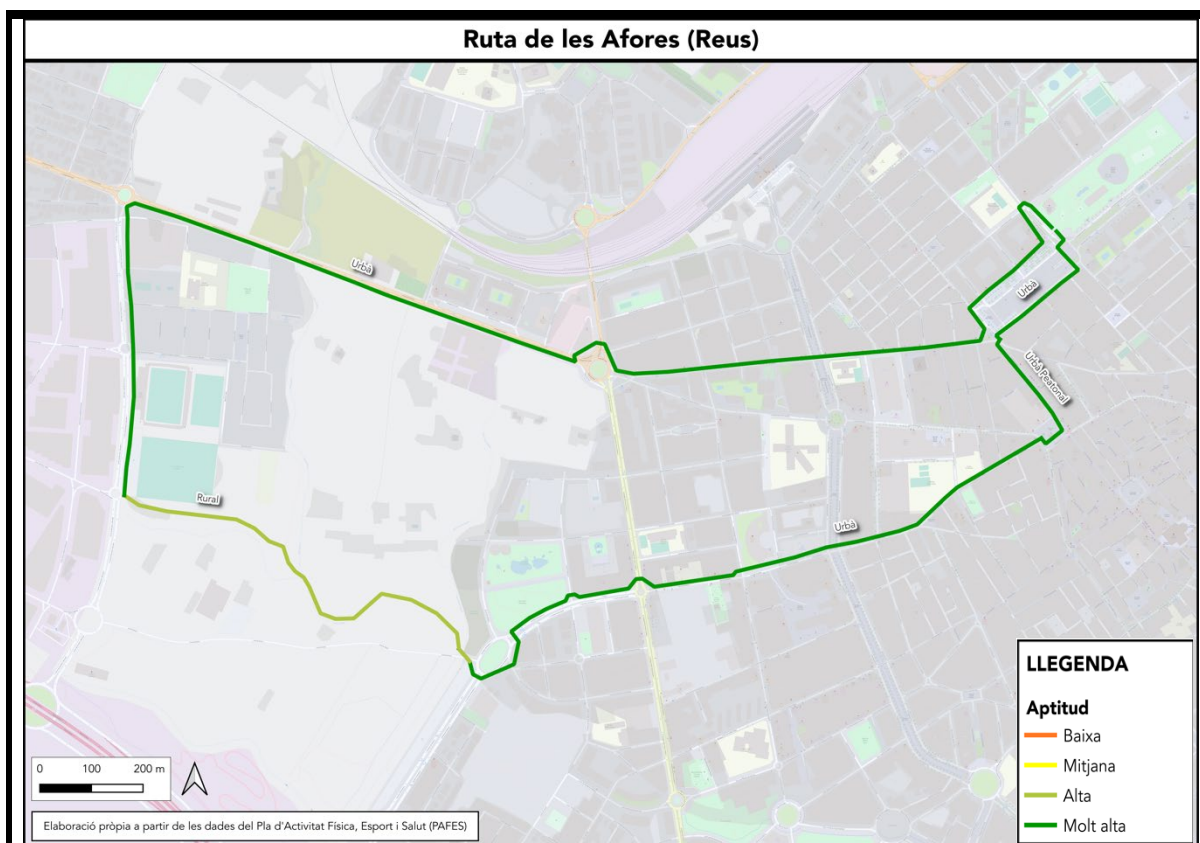 Ruta de les Afores (Reus)
Urbà
Urbà
Urbà Peatonal
Rural
Urbà
LLEGENDA
Aptitud
Baixa
Mitjana
Alta
Molt alta
0 100 200 m
Elaboració pròpia a partir de les dades del Pla d'Activitat Física, Esport i Salut (PAFES)